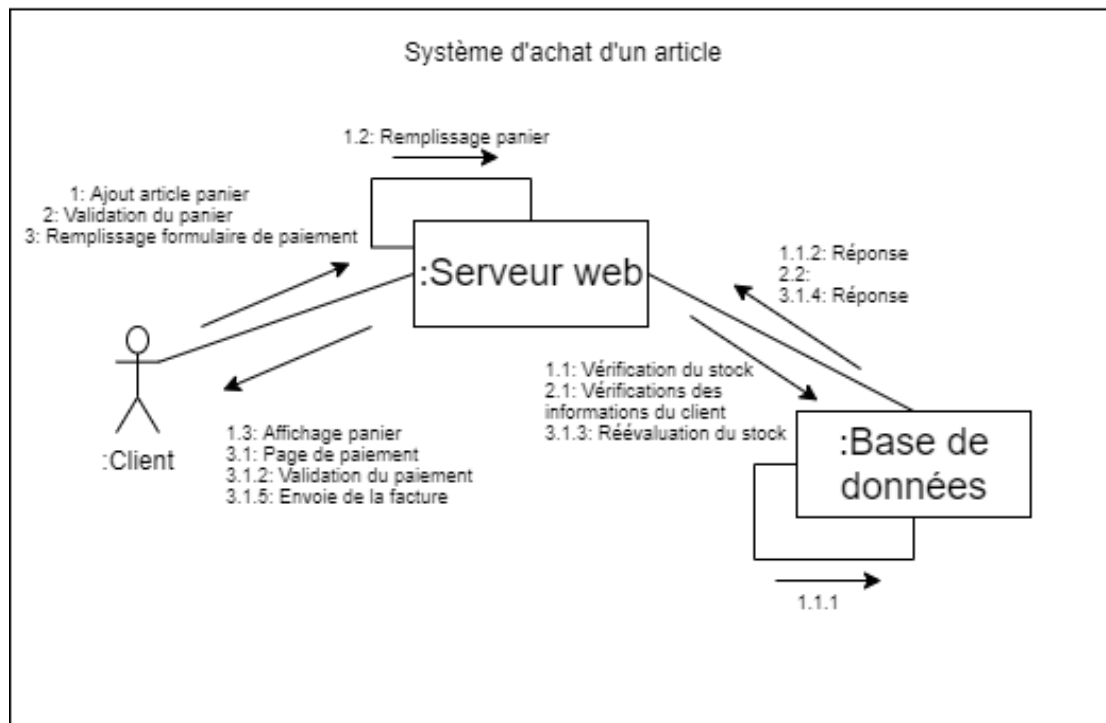 Système d'achat d'un article
1.2: Remplissage panier
1: Ajout article panier
2: Validation du panier
3: Remplissage formulaire de paiement
:Serveur web
1.1.2: Réponse
2.2:
3.1.4: Réponse
1.1: Vérification du stock
2.1: Vérifications des
informations du client
3.1.3: Réévaluation du stock
:Client
1.3: Affichage panier
3.1: Page de paiement
3.1.2: Validation du paiement
3.1.5: Envoie de la facture
:Base de
données
1.1.1